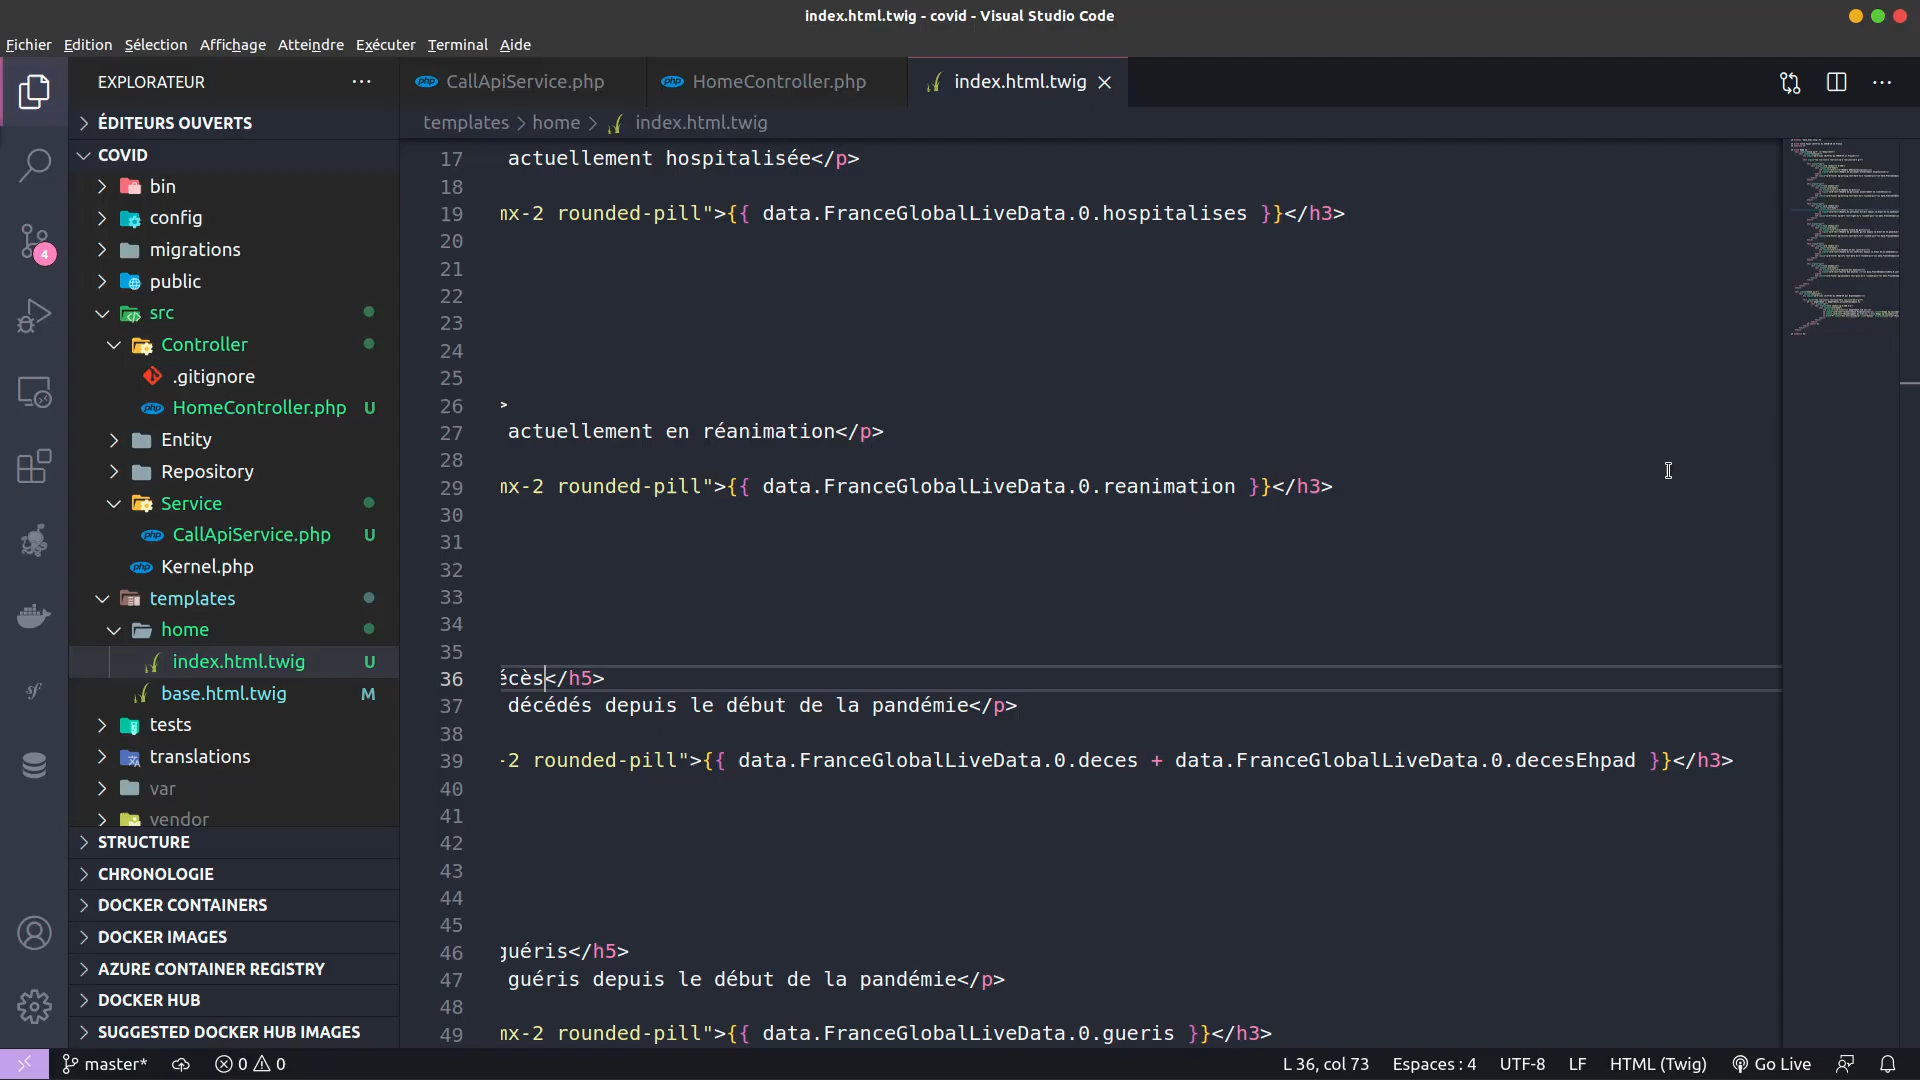 index.html.twig - covid - Visual Studio Code
Fichier Edition Sélection Affichage Atteindre Exécuter Terminal Aide
EXPLORATEUR
ÉDITEURS OUVERTS
COVID
bin
config
migrations
public
src
Controller
.gitignore
HomeController.php U
Entity
Repository
Service
CallApiService.php U
Kernel.php
templates
home
index.html.twig U
base.html.twig M
tests
translations
var
vendor
STRUCTURE
CHRONOLOGIE
DOCKER CONTAINERS
DOCKER IMAGES
AZURE CONTAINER REGISTRY
DOCKER HUB
SUGGESTED DOCKER HUB IMAGES
4
CallApiService.php HomeController.php index.html.twig
templates > home > index.html.twig
17 actuellement hospitalisée</p>
18
19 mx-2 rounded-pill">{{ data.FranceGlobalLiveData.0.hospitalises }}</h3>
20
21
22
23
24
25
26 >
27 actuellement en réanimation</p>
28
29 mx-2 rounded-pill">{{ data.FranceGlobalLiveData.0.reanimation }}</h3>
30
31
32
33
34
35
36 écès</h5>
37 décédés depuis le début de la pandémie</p>
38
39 -2 rounded-pill">{{ data.FranceGlobalLiveData.0.deces + data.FranceGlobalLiveData.0.decesEhpad }}</h3>
40
41
42
43
44
45
46 guéris</h5>
47 guéris depuis le début de la pandémie</p>
48
49 mx-2 rounded-pill">{{ data.FranceGlobalLiveData.0.gueris }}</h3>
master* 0 0 L 36, col 73 Espaces : 4 UTF-8 LF HTML (Twig) Go Live